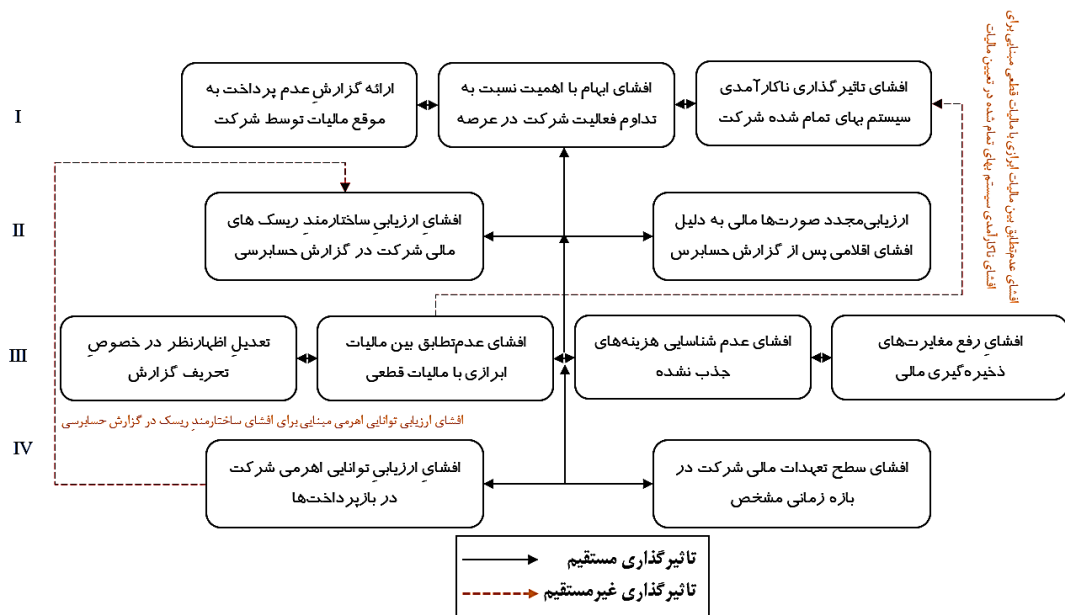 I
افشای تاثیرگذاری ناکارآمدی
سیستم بهای تمام شده شرکت
افشای ابهام با اهمیت نسبت به
تداوم فعالیت شرکت در عرصه
ارائه گزارشِ عدم پرداخت به
موقع مالیات توسط شرکت
افشای عدم‌تطابق بین مالیات ابرازی با مالیات قطعی مبنایی برای
افشای ناکارآمدی سیستم بهای تمام شده در تعیین مالیات
II
ارزیابی‌مجدد صورت‌ها مالی به دلیل
افشای اقلامی پس از گزارش حسابرس
افشایِ ارزیابیِ ساختارمندِ ریسک های
مالی شرکت در گزارش حسابرسی
III
افشایِ رفع مغایرت‌های
ذخیره‌گیری مالی
افشای عدم شناسایی هزینه‌های
جذب نشده
افشای عدم‌تطابق بین مالیات
ابرازی با مالیات قطعی
تعدیلِ اظهارنظر در خصوصِ
تحریف گزارش
افشای ارزیابی توانایی اهرمی مبنایی برای افشای ساختارمندِ ریسک در گزارش حسابرسی
IV
افشای سطح تعهدات مالی شرکت در
بازه زمانی مشخص
افشایِ ارزیابیِ توانایی اهرمی شرکت
در بازپرداخت‌ها
تاثیرگذاری مستقیم
تاثیرگذاری غیرمستقیم